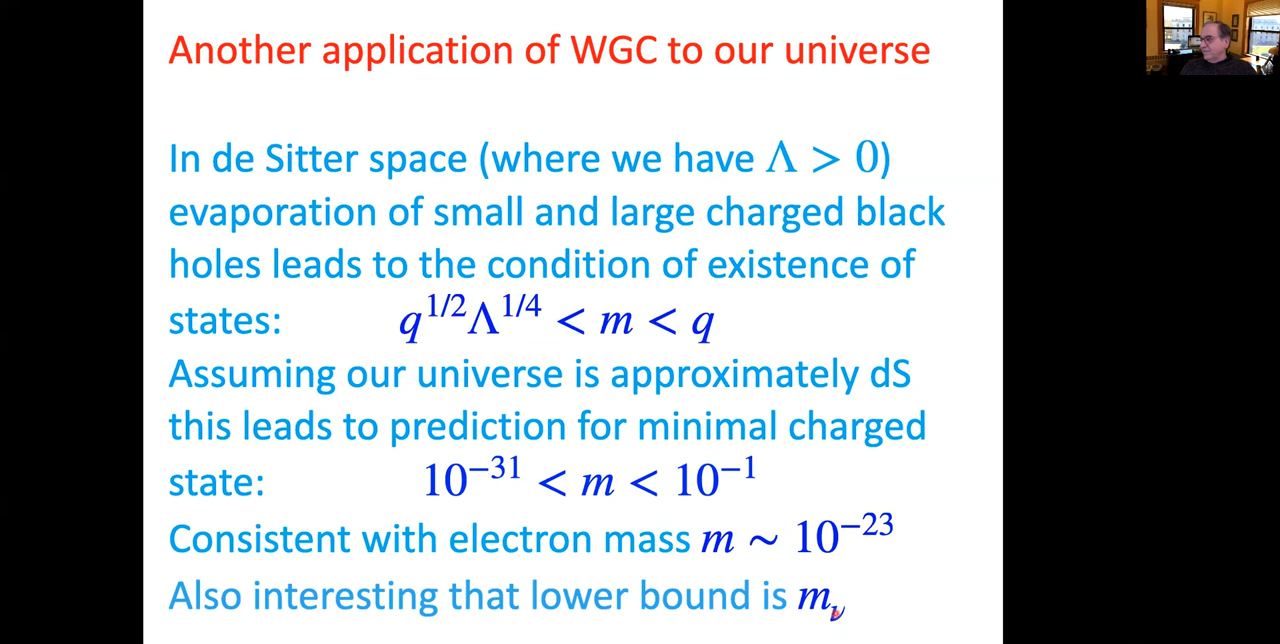 Another application of WGC to our universe
In de Sitter space (where we have Λ > 0)
evaporation of small and large charged black
holes leads to the condition of existence of
states: q^{1/2}Λ^{1/4} < m < q
Assuming our universe is approximately dS
this leads to prediction for minimal charged
state: 10^{−31} < m < 10^{−1}
Consistent with electron mass m ∼ 10^{−23}
Also interesting that lower bound is m_ν